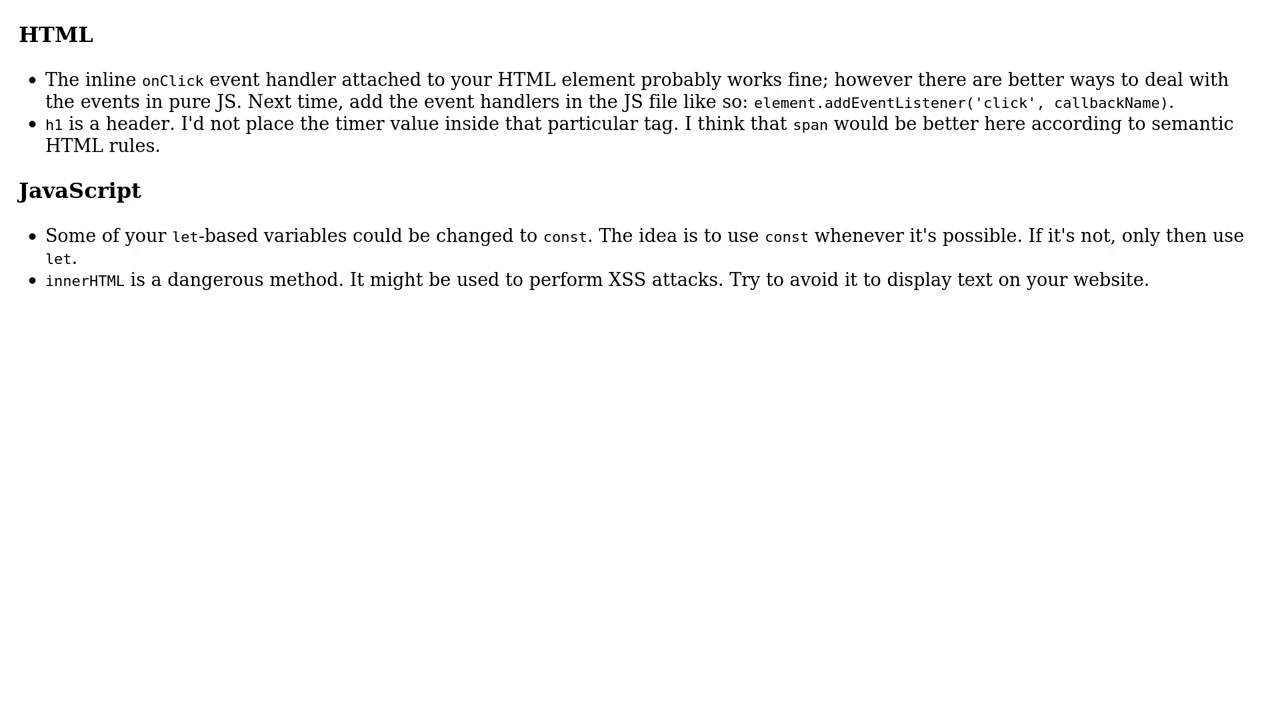 HTML
• The inline onClick event handler attached to your HTML element probably works fine; however there are better ways to deal with
the events in pure JS. Next time, add the event handlers in the JS file like so: element.addEventListener('click', callbackName).
• h1 is a header. I'd not place the timer value inside that particular tag. I think that span would be better here according to semantic
HTML rules.
JavaScript
• Some of your let-based variables could be changed to const. The idea is to use const whenever it's possible. If it's not, only then use
let.
• innerHTML is a dangerous method. It might be used to perform XSS attacks. Try to avoid it to display text on your website.